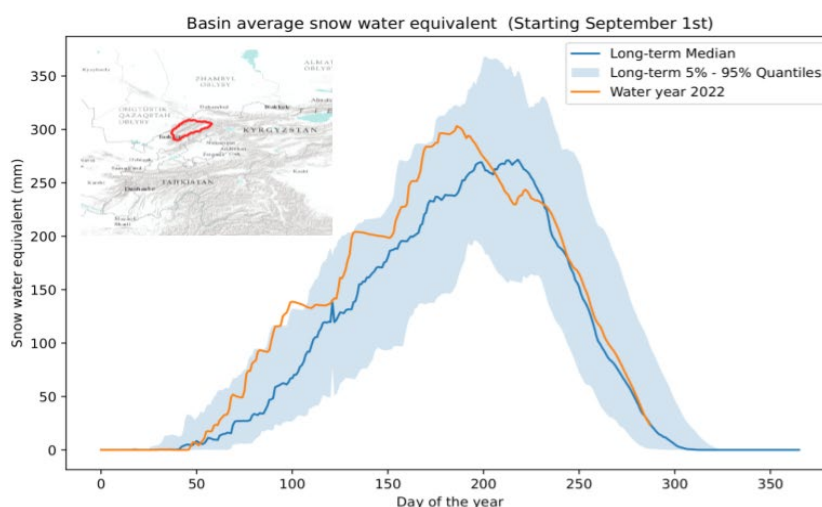 Basin average snow water equivalent (Starting September 1st)
Long-term Median
Long-term 5% - 95% Quantiles
Water year 2022
ZHAMBYL
OBLYSY
QAZAQSTAN
OBLYSY
KYRGYZSTAN
TAJIKISTAN
Snow water equivalent (mm)
350
300
250
200
150
100
50
0
0 50 100 150 200 250 300 350
Day of the year